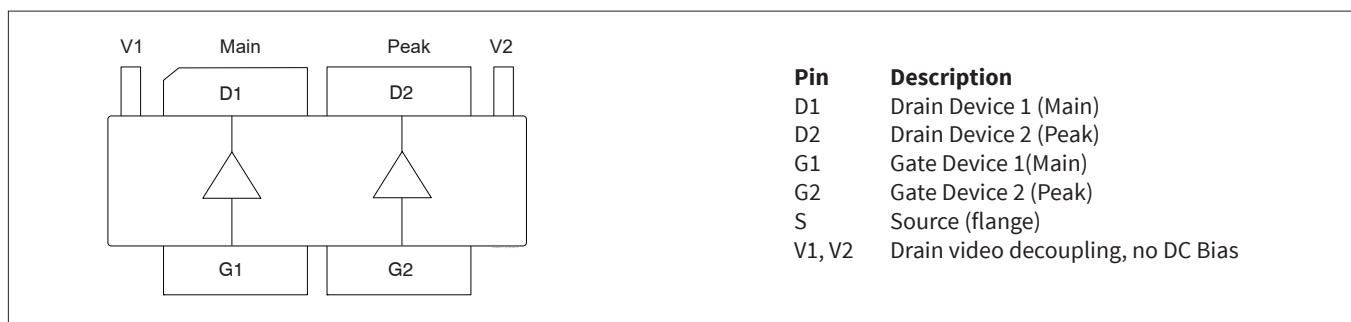 V1 Main Peak V2
D1 D2
G1 G2
Pin Description
D1 Drain Device 1 (Main)
D2 Drain Device 2 (Peak)
G1 Gate Device 1(Main)
G2 Gate Device 2 (Peak)
S Source (flange)
V1, V2 Drain video decoupling, no DC Bias